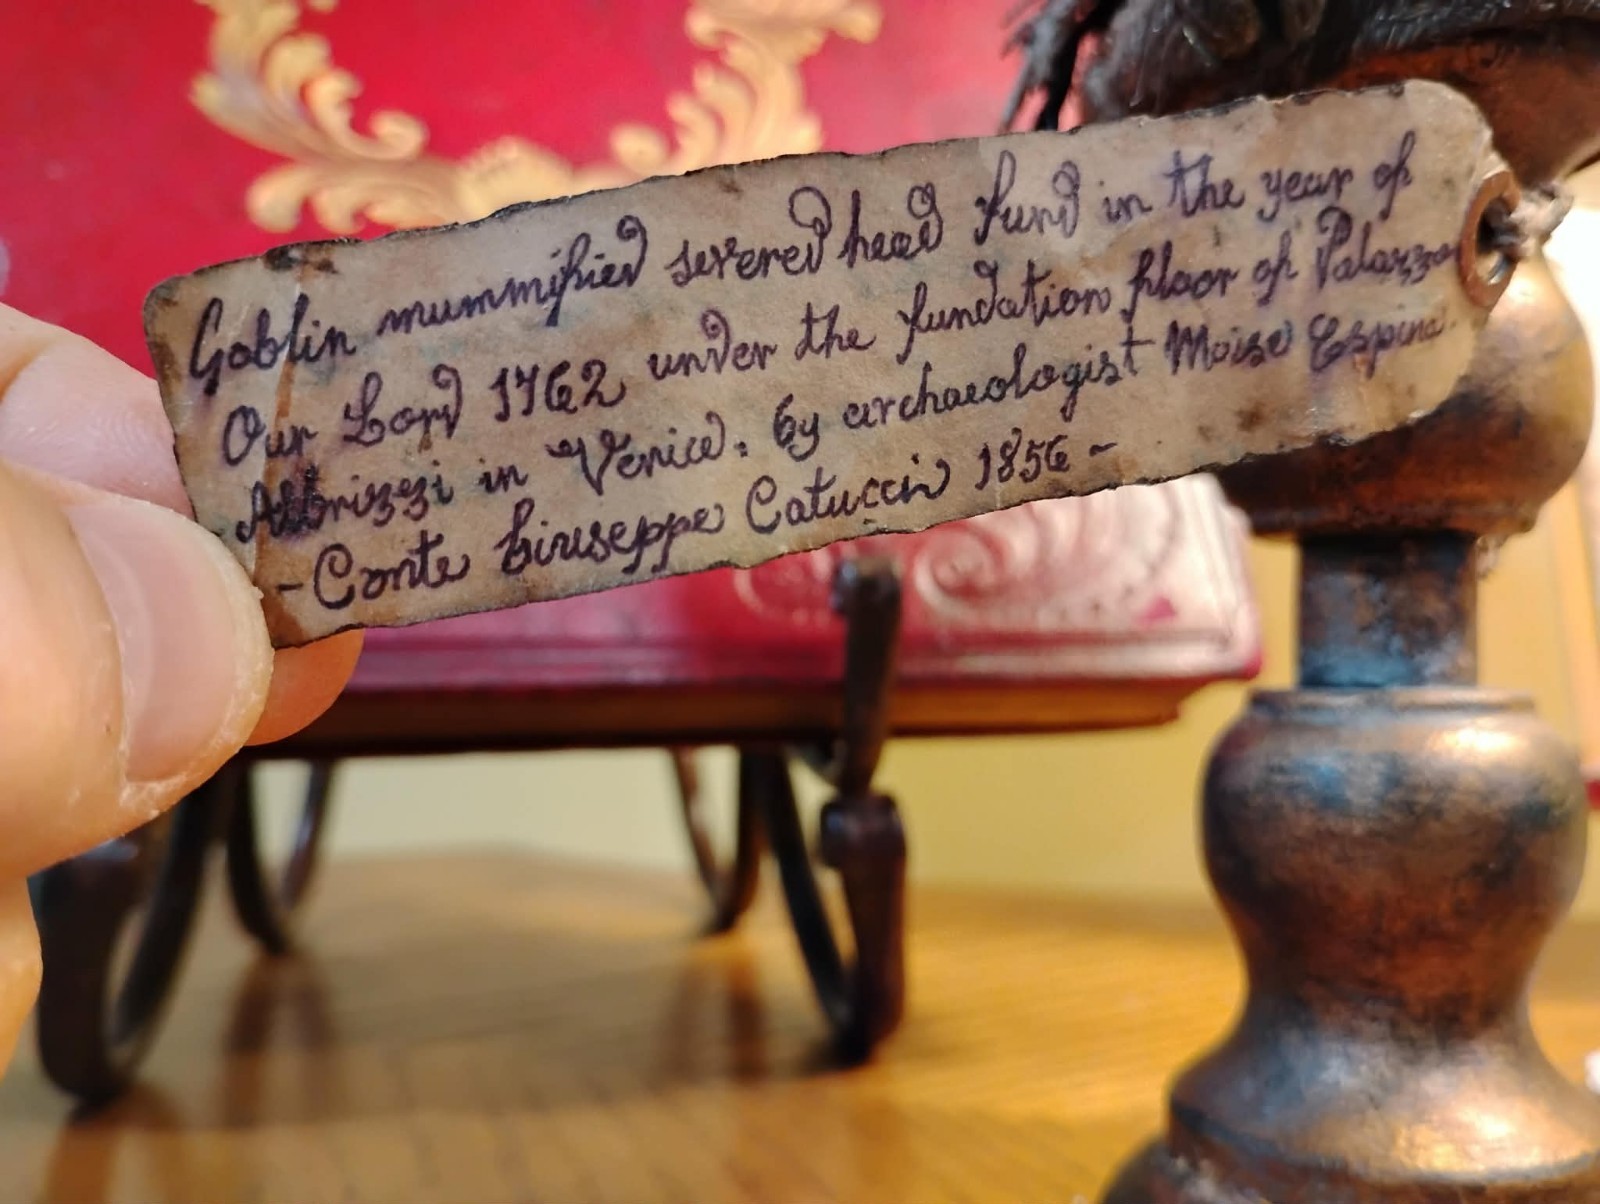 Goblin mummified severed head fund in the year of
Our Lord 1762 under the fundation floor of Palazzo
Albrizzi in Venice. by archaeologist Moise Espina.
- Conte Giuseppe Catucci 1856 -